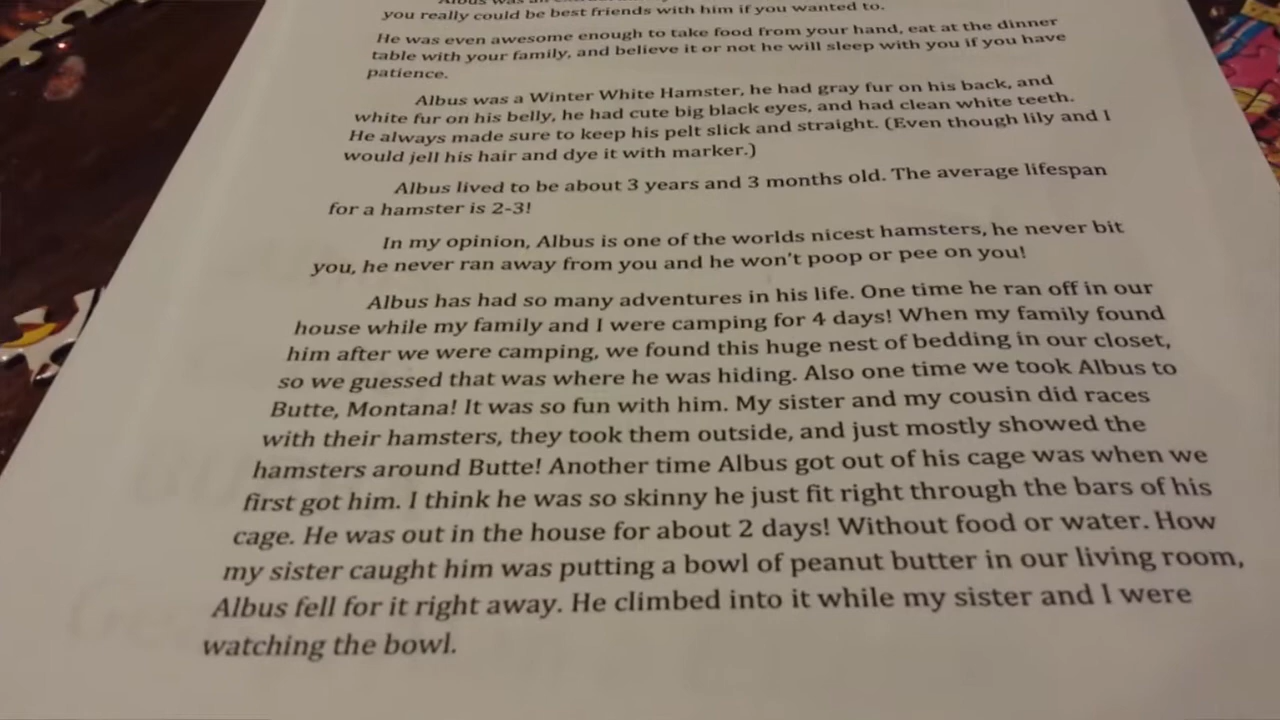 Albus was an
you really could be best friends with him if you wanted to.
He was even awesome enough to take food from your hand, eat at the dinner
table with your family, and believe it or not he will sleep with you if you have
patience.
Albus was a Winter White Hamster, he had gray fur on his back, and
white fur on his belly, he had cute big black eyes, and had clean white teeth.
He always made sure to keep his pelt slick and straight. (Even though lily and I
would jell his hair and dye it with marker.)
Albus lived to be about 3 years and 3 months old. The average lifespan
for a hamster is 2-3!
In my opinion, Albus is one of the worlds nicest hamsters, he never bit
you, he never ran away from you and he won't poop or pee on you!
Albus has had so many adventures in his life. One time he ran off in our
house while my family and I were camping for 4 days! When my family found
him after we were camping, we found this huge nest of bedding in our closet,
so we guessed that was where he was hiding. Also one time we took Albus to
Butte, Montana! It was so fun with him. My sister and my cousin did races
with their hamsters, they took them outside, and just mostly showed the
hamsters around Butte! Another time Albus got out of his cage was when we
first got him. I think he was so skinny he just fit right through the bars of his
cage. He was out in the house for about 2 days! Without food or water. How
my sister caught him was putting a bowl of peanut butter in our living room,
Albus fell for it right away. He climbed into it while my sister and I were
watching the bowl.